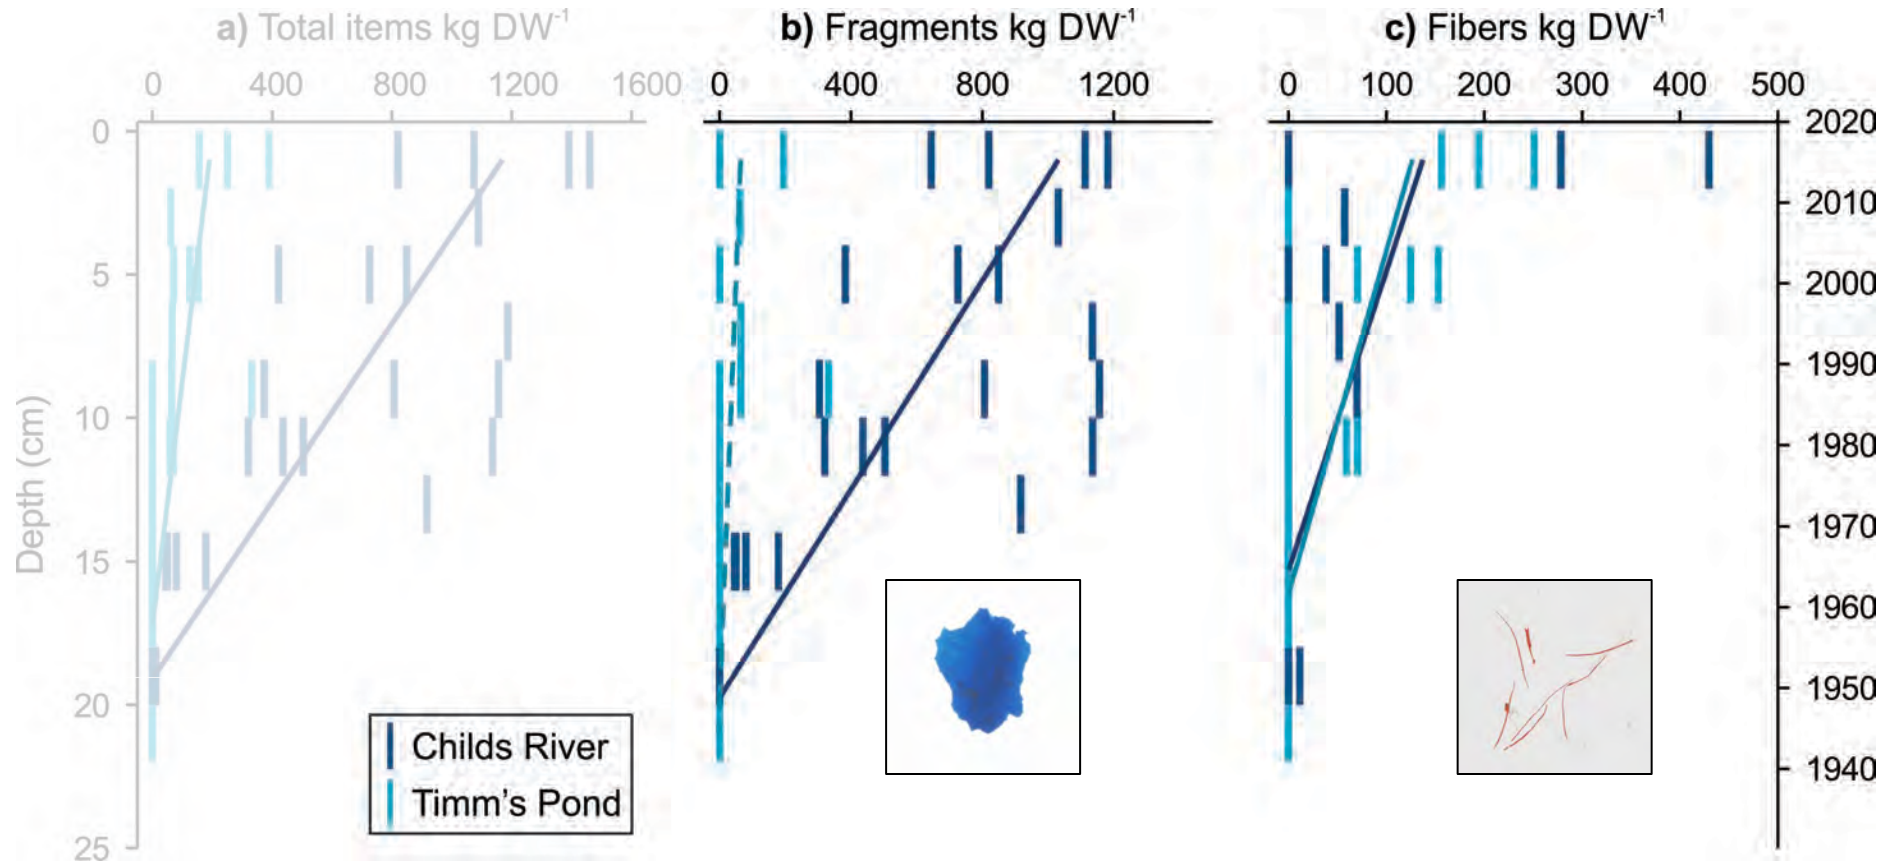 a) Total items kg DW-1
b) Fragments kg DW-1
c) Fibers kg DW-1
0 400 800 1200 1600
0 400 800 1200
0 100 200 300 400 500
0
5
10
15
20
25
Depth (cm)
2020
2010
2000
1990
1980
1970
1960
1950
1940
Childs River
Timm's Pond